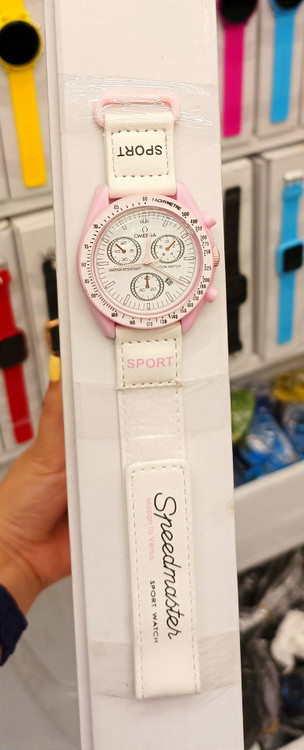 SPORT
TACHYMETRE
OMEGA
SPORT
Speedmaster
Mission to Venus
SPORT WATCH